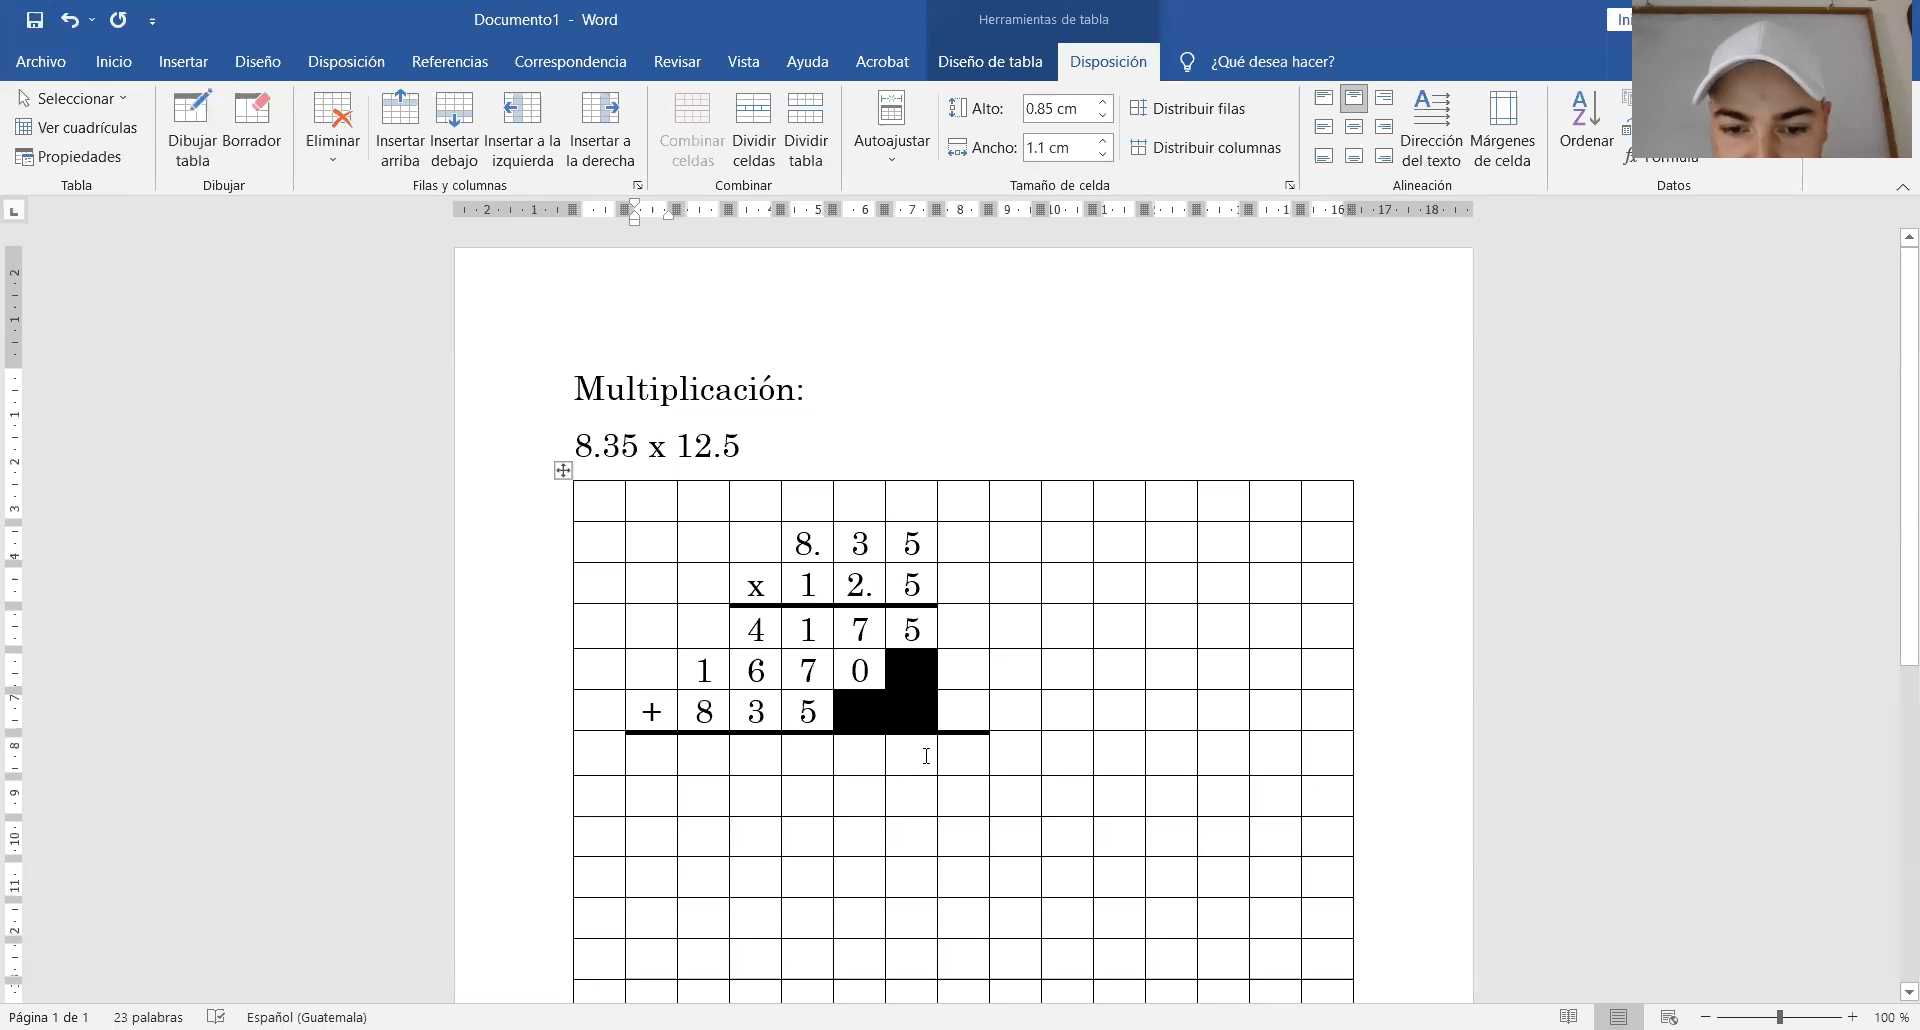 Documento1 - Word
Herramientas de tabla
Ini
Archivo Inicio Insertar Diseño Disposición Referencias Correspondencia Revisar Vista Ayuda Acrobat Diseño de tabla Disposición ¿Qué desea hacer?
Seleccionar
Ver cuadrículas
Propiedades
Tabla
Dibujar tabla
Borrador
Dibujar
Eliminar
Insertar arriba
Insertar debajo
Insertar a la izquierda
Insertar a la derecha
Filas y columnas
Combinar celdas
Dividir celdas
Dividir tabla
Combinar
Autoajustar
Alto: 0.85 cm
Ancho: 1.1 cm
Distribuir filas
Distribuir columnas
Tamaño de celda
Dirección del texto
Márgenes de celda
Alineación
Ordenar
Datos
Multiplicación:
8.35 x 12.5
8. 3 5
x 1 2. 5
4 1 7 5
1 6 7 0
+ 8 3 5
Página 1 de 1 23 palabras Español (Guatemala) 100 %